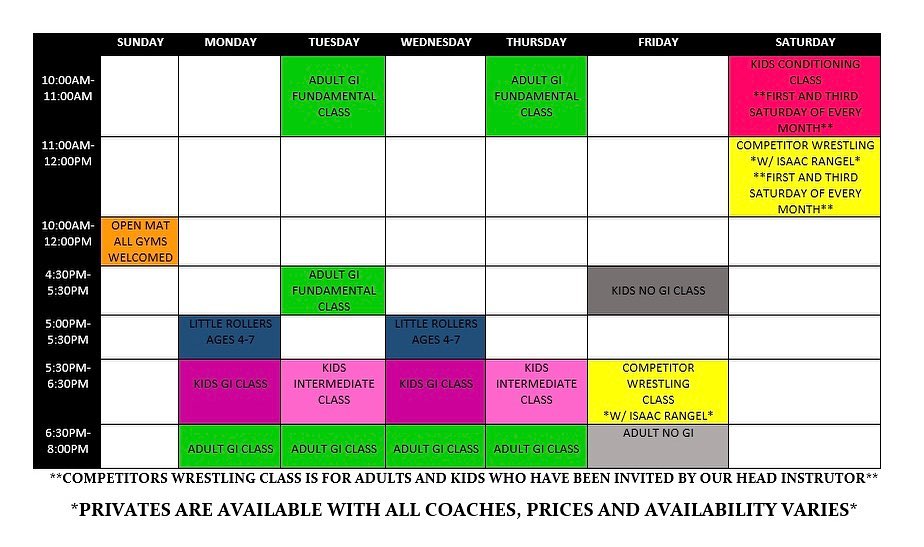 SUNDAY MONDAY TUESDAY WEDNESDAY THURSDAY FRIDAY SATURDAY
10:00AM-
11:00AM
ADULT GI
FUNDAMENTAL
CLASS
ADULT GI
FUNDAMENTAL
CLASS
KIDS CONDITIONING
CLASS
**FIRST AND THIRD
SATURDAY OF EVERY
MONTH**
11:00AM-
12:00PM
COMPETITOR WRESTLING
*W/ ISAAC RANGEL*
**FIRST AND THIRD
SATURDAY OF EVERY
MONTH**
10:00AM-
12:00PM
OPEN MAT
ALL GYMS
WELCOMED
4:30PM-
5:30PM
ADULT GI
FUNDAMENTAL
CLASS
KIDS NO GI CLASS
5:00PM-
5:30PM
LITTLE ROLLERS
AGES 4-7
LITTLE ROLLERS
AGES 4-7
5:30PM-
6:30PM
KIDS GI CLASS
KIDS
INTERMEDIATE
CLASS
KIDS GI CLASS
KIDS
INTERMEDIATE
CLASS
COMPETITOR
WRESTLING
CLASS
*W/ ISAAC RANGEL*
6:30PM-
8:00PM
ADULT GI CLASS
ADULT GI CLASS
ADULT GI CLASS
ADULT GI CLASS
ADULT NO GI
**COMPETITORS WRESTLING CLASS IS FOR ADULTS AND KIDS WHO HAVE BEEN INVITED BY OUR HEAD INSTRUTOR**
*PRIVATES ARE AVAILABLE WITH ALL COACHES, PRICES AND AVAILABILITY VARIES*